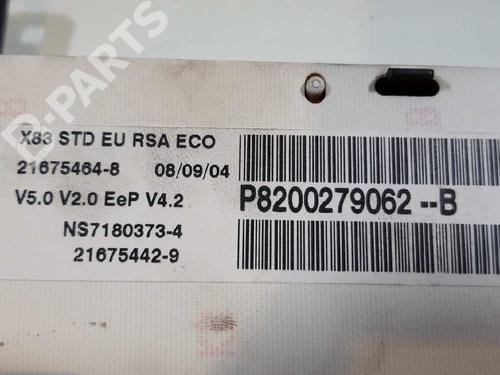 B-PARTS
X83 STD EU RSA ECO
21675464-8 08/09/04
V5.0 V2.0 EeP V4.2
P8200279062 --B
NS7180373-4
21675442-9